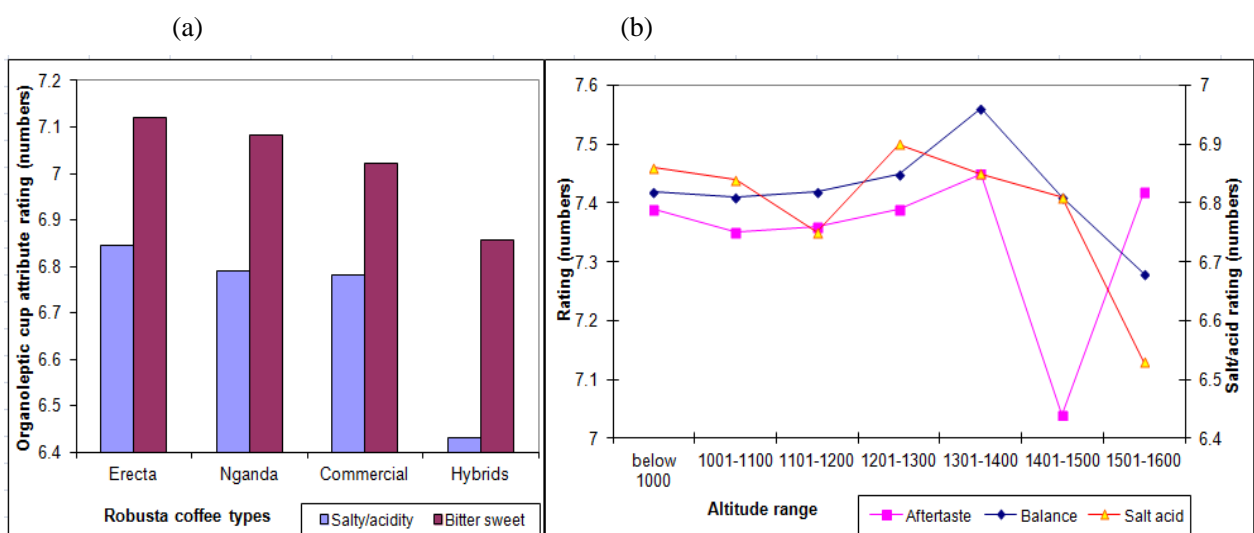 (a)
(b)
Organoleptic cup attribute rating (numbers)
7.2
7.1
7
6.9
6.8
6.7
6.6
6.5
6.4
Erecta Nganda Commercial Hybrids
Robusta coffee types
Salty/acidity Bitter sweet
Rating (numbers)
7.6
7.5
7.4
7.3
7.2
7.1
7
7
6.9
6.8
6.7
6.6
6.5
6.4
Salt/acid rating (numbers)
below 1001-1100 1101-1200 1201-1300 1301-1400 1401-1500 1501-1600
1000
Altitude range
Aftertaste Balance Salt acid